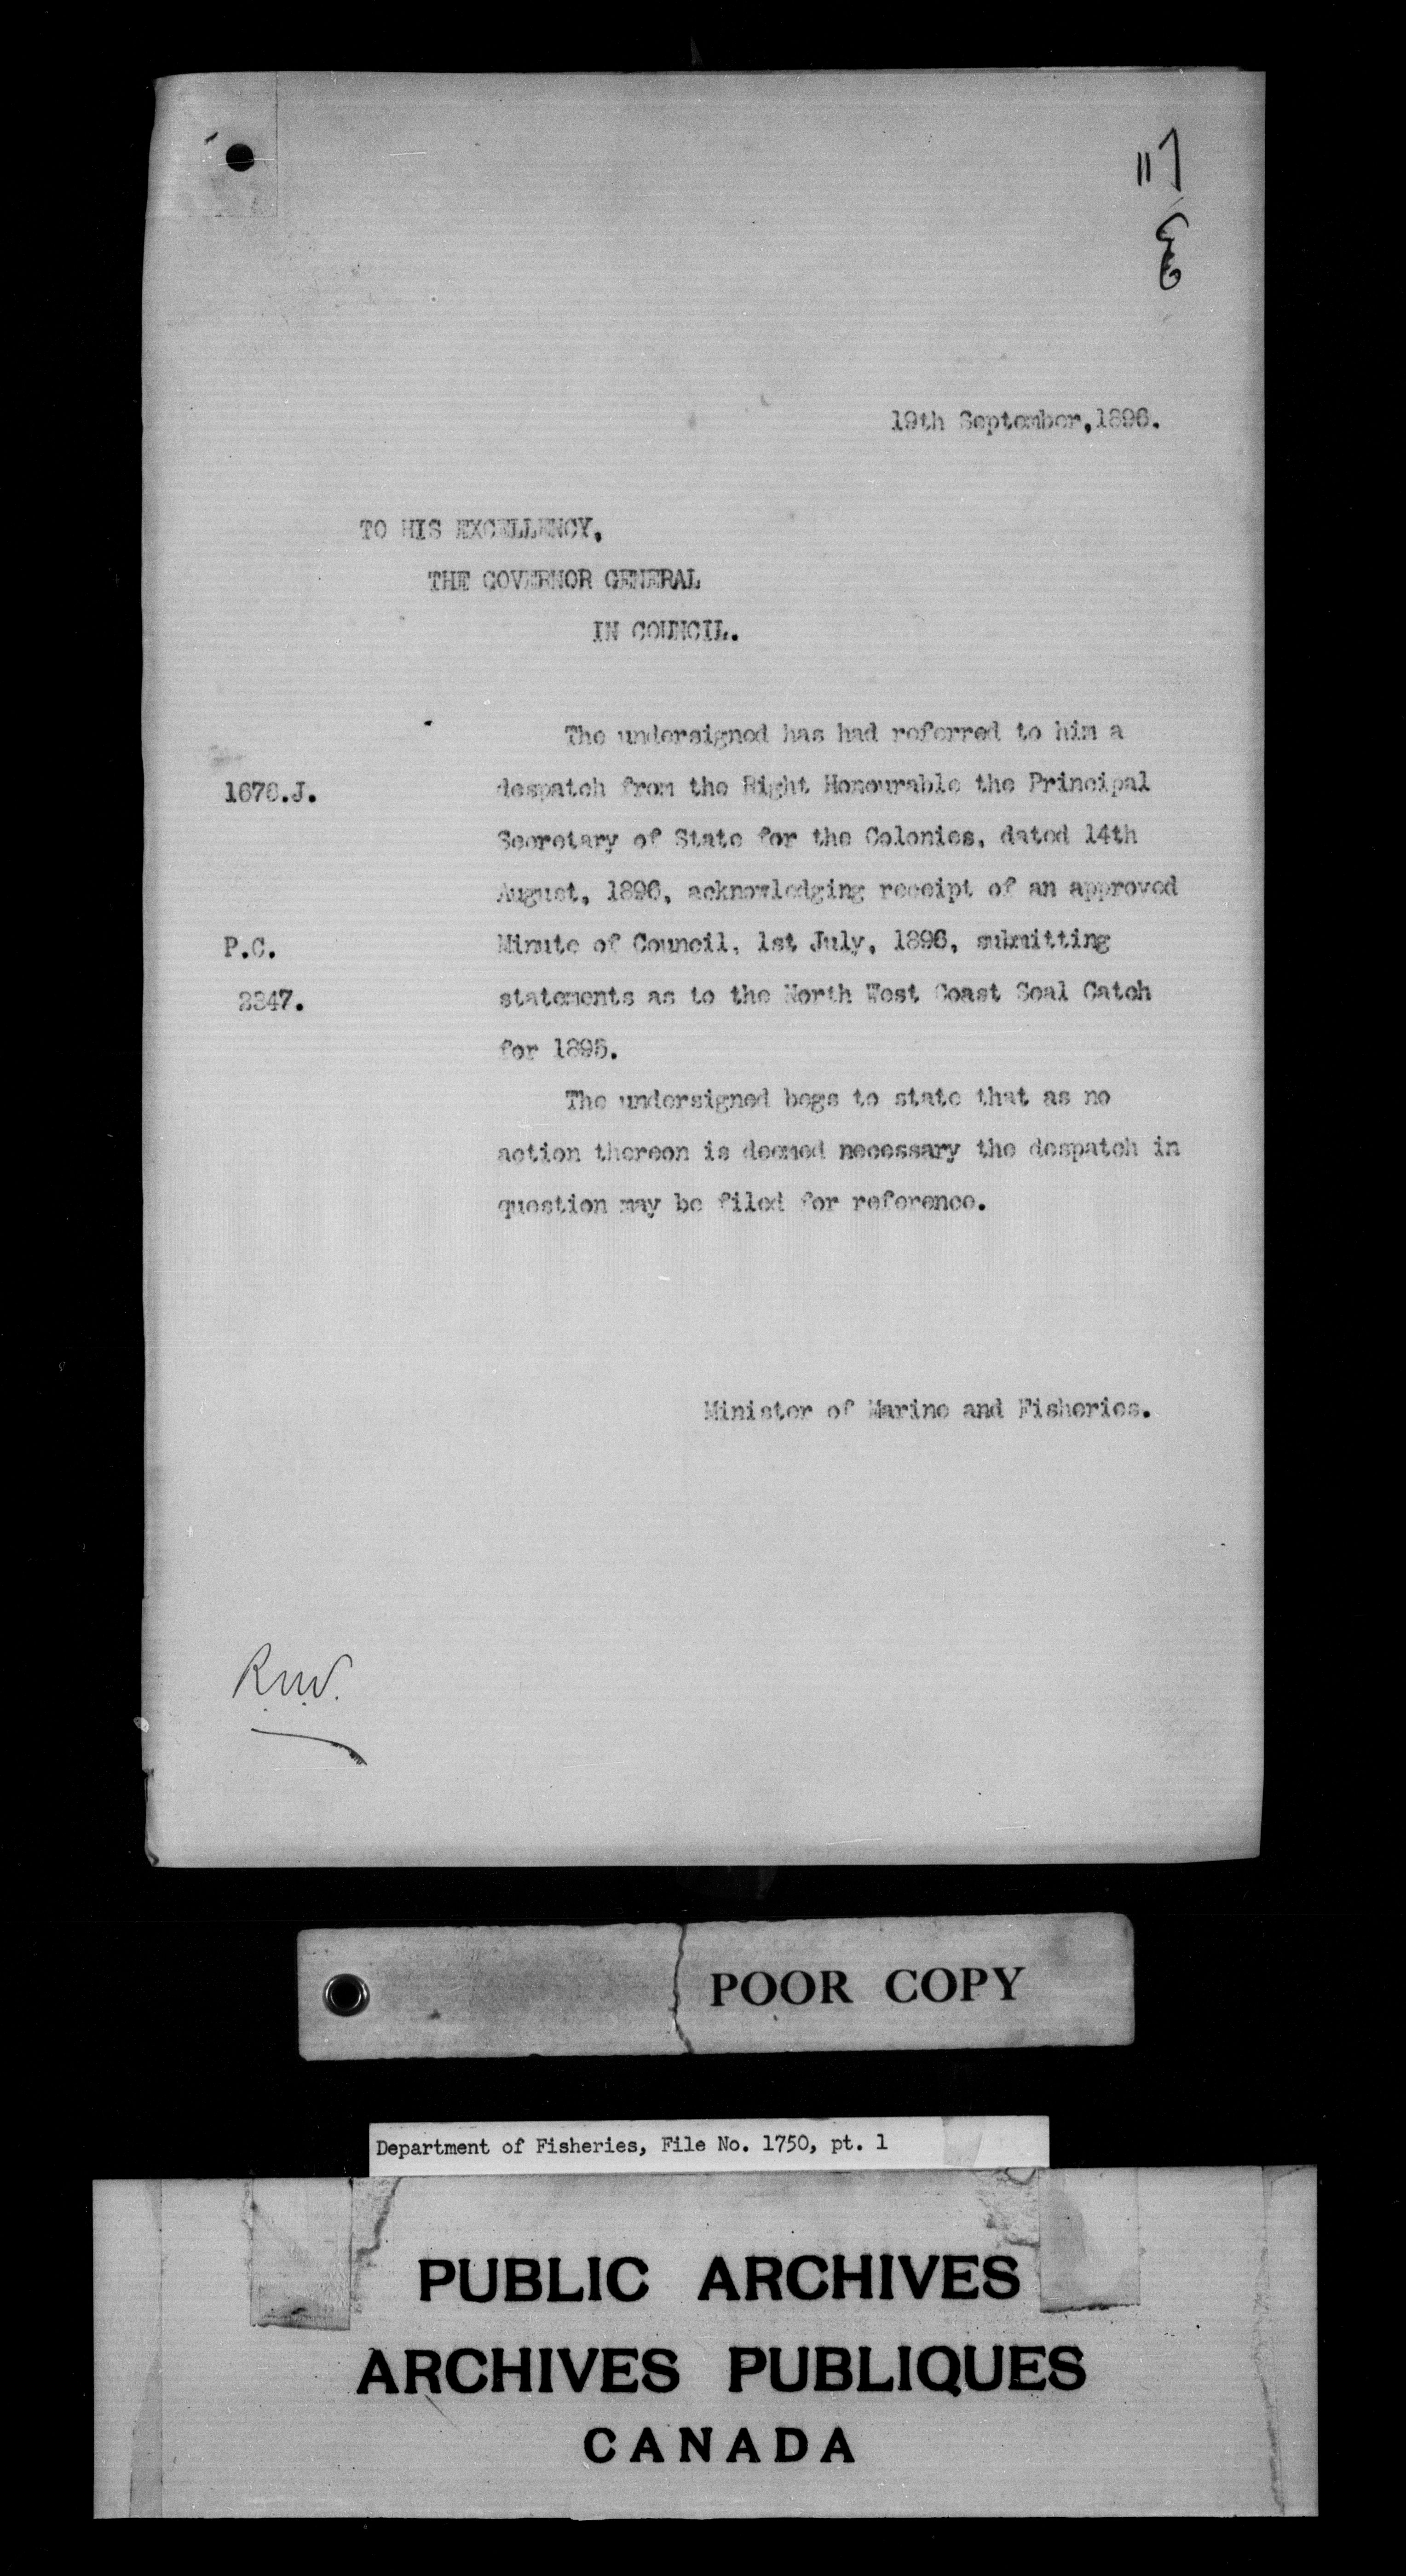 117
19th September, 1896.
TO HIS EXCELLENCY,
THE GOVERNOR GENERAL
IN COUNCIL.
The undersigned has had referred to him a
1676.J. despatch from the Right Honourable the Principal
Secretary of State for the Colonies, dated 14th
August, 1896, acknowledging receipt of an approved
P.C. Minute of Council, 1st July, 1896, submitting
2347. statements as to the North West Coast Seal Catch
for 1895.
The undersigned begs to state that as no
action thereon is deemed necessary the despatch in
question may be filed for reference.
Minister of Marine and Fisheries.
POOR COPY
Department of Fisheries, File No. 1750, pt. 1
PUBLIC ARCHIVES
ARCHIVES PUBLIQUES
CANADA